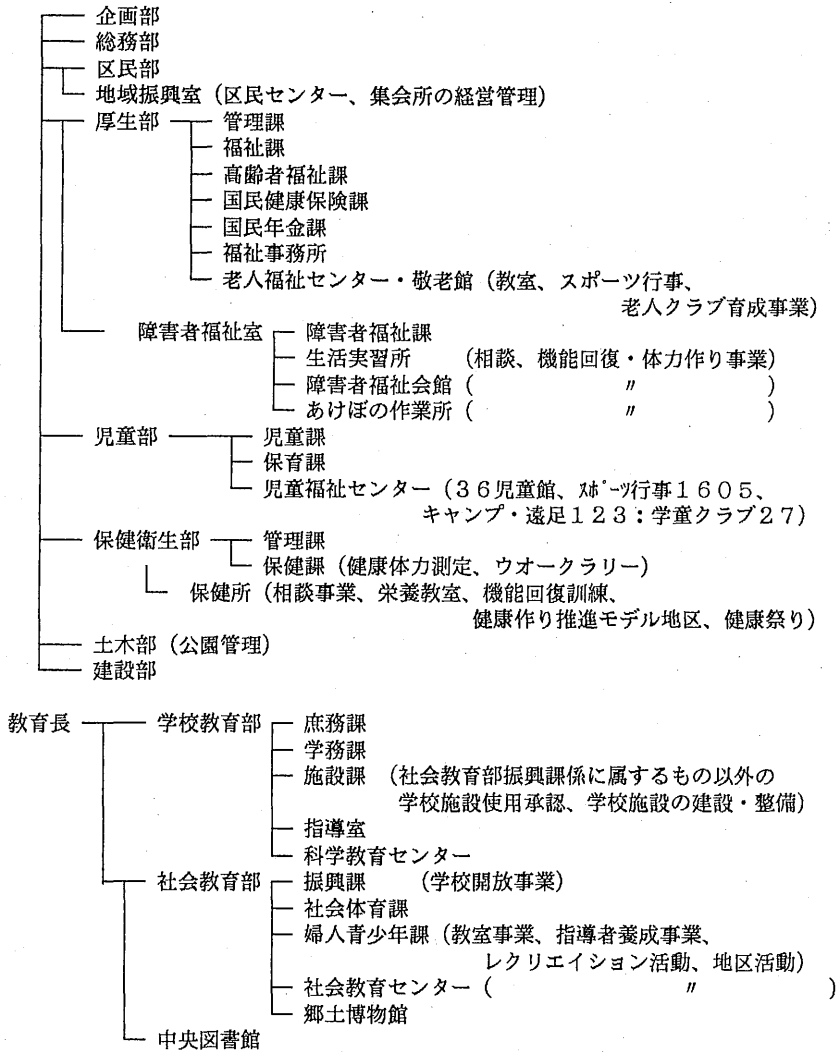 企画部
総務部
区民部
地域振興室（区民センター、集会所の経営管理）
厚生部
管理課
福祉課
高齢者福祉課
国民健康保険課
国民年金課
福祉事務所
老人福祉センター・敬老館（教室、スポーツ行事、
老人クラブ育成事業）
障害者福祉室
障害者福祉課
生活実習所（相談、機能回復・体力作り事業）
障害者福祉会館（〃）
あけぼの作業所（〃）
児童部
児童課
保育課
児童福祉センター（３６児童館、ｽﾎﾟｰﾂ行事１６０５、
キャンプ・遠足１２３：学童クラブ２７）
保健衛生部
管理課
保健課（健康体力測定、ウオークラリー）
保健所（相談事業、栄養教室、機能回復訓練、
健康作り推進モデル地区、健康祭り）
土木部（公園管理）
建設部
教育長
学校教育部
庶務課
学務課
施設課（社会教育部振興課係に属するもの以外の
学校施設使用承認、学校施設の建設・整備）
指導室
科学教育センター
社会教育部
振興課（学校開放事業）
社会体育課
婦人青少年課（教室事業、指導者養成事業、
レクリエイション活動、地区活動）
社会教育センター（〃）
郷土博物館
中央図書館